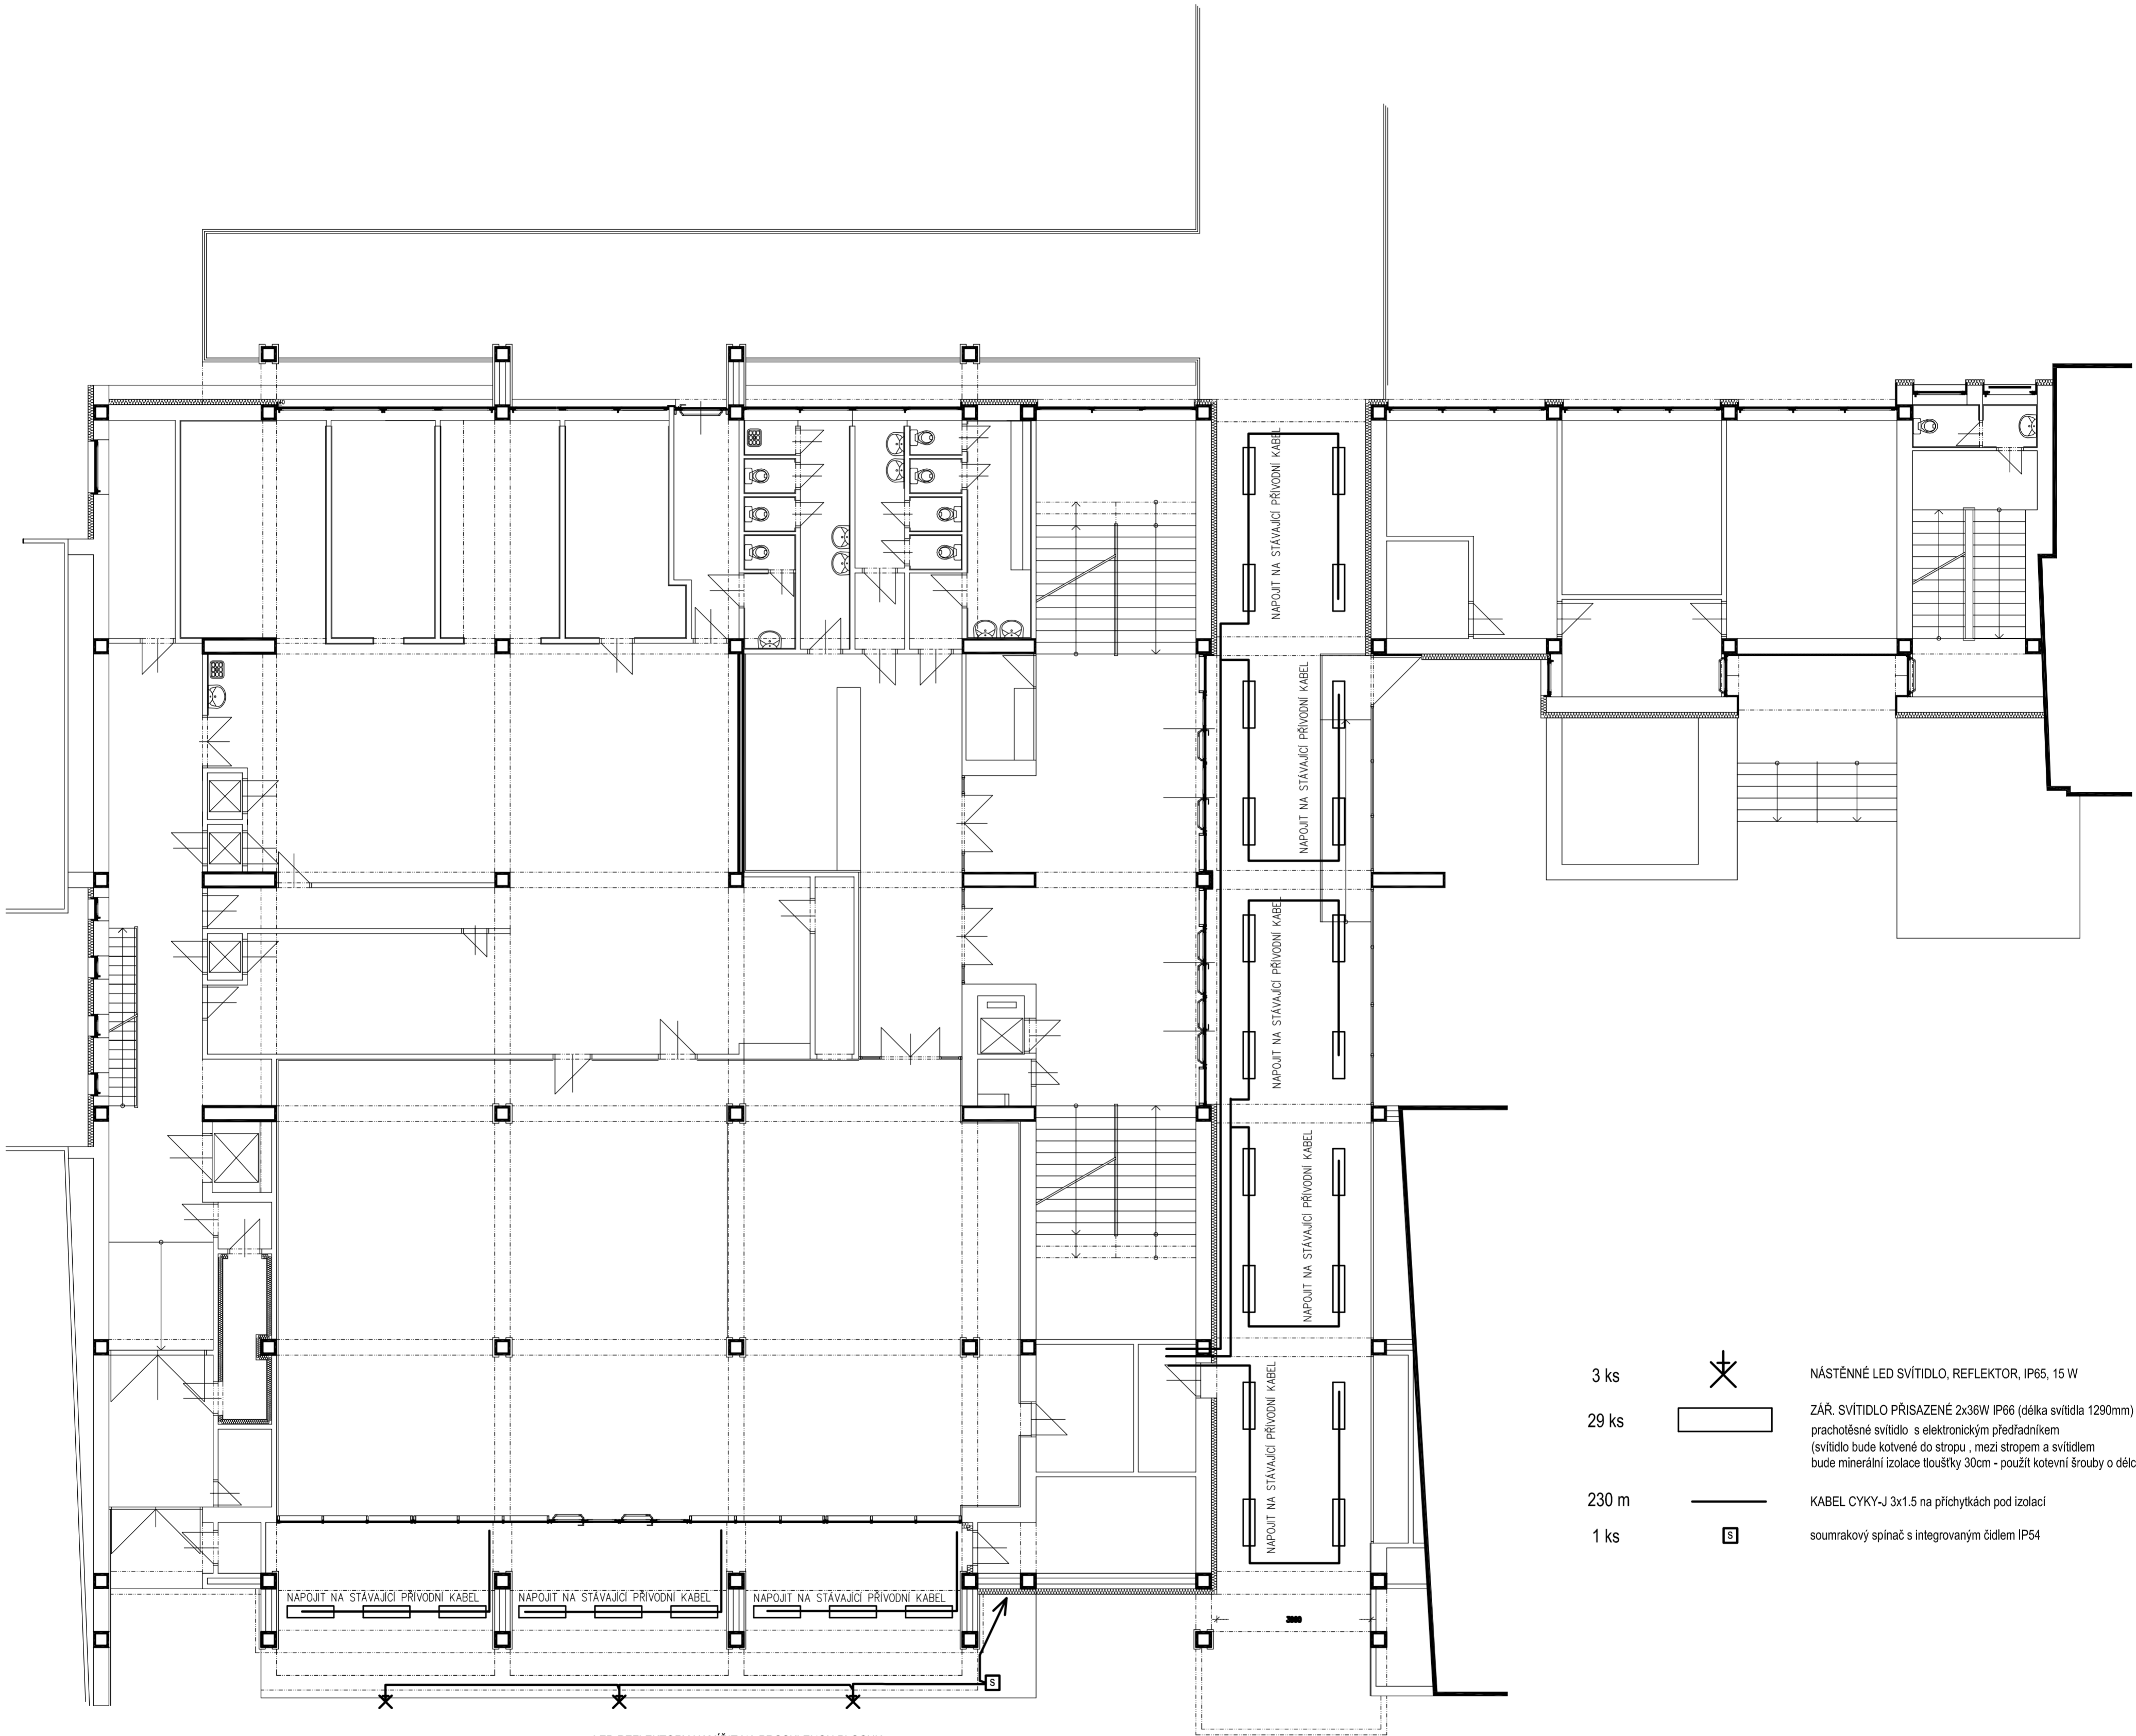 NAPOJIT NA STÁVAJÍCÍ PŘÍVODNÍ KABEL
NAPOJIT NA STÁVAJÍCÍ PŘÍVODNÍ KABEL
NAPOJIT NA STÁVAJÍCÍ PŘÍVODNÍ KABEL
NAPOJIT NA STÁVAJÍCÍ PŘÍVODNÍ KABEL
NAPOJIT NA STÁVAJÍCÍ PŘÍVODNÍ KABEL
3 ks NÁSTĚNNÉ LED SVÍTIDLO, REFLEKTOR, IP65, 15 W
29 ks ZÁŘ. SVÍTIDLO PŘISAZENÉ 2x36W IP66 (délka svítidla 1290mm)
prachotěsné svítidlo s elektronickým předřadníkem
(svítidlo bude kotvené do stropu , mezi stropem a svítidlem
bude minerální izolace tloušťky 30cm - použít kotevní šrouby o délc
230 m KABEL CYKY-J 3x1.5 na příchytkách pod izolací
1 ks S soumrakový spínač s integrovaným čidlem IP54
NAPOJIT NA STÁVAJÍCÍ PŘÍVODNÍ KABEL
NAPOJIT NA STÁVAJÍCÍ PŘÍVODNÍ KABEL
NAPOJIT NA STÁVAJÍCÍ PŘÍVODNÍ KABEL
S